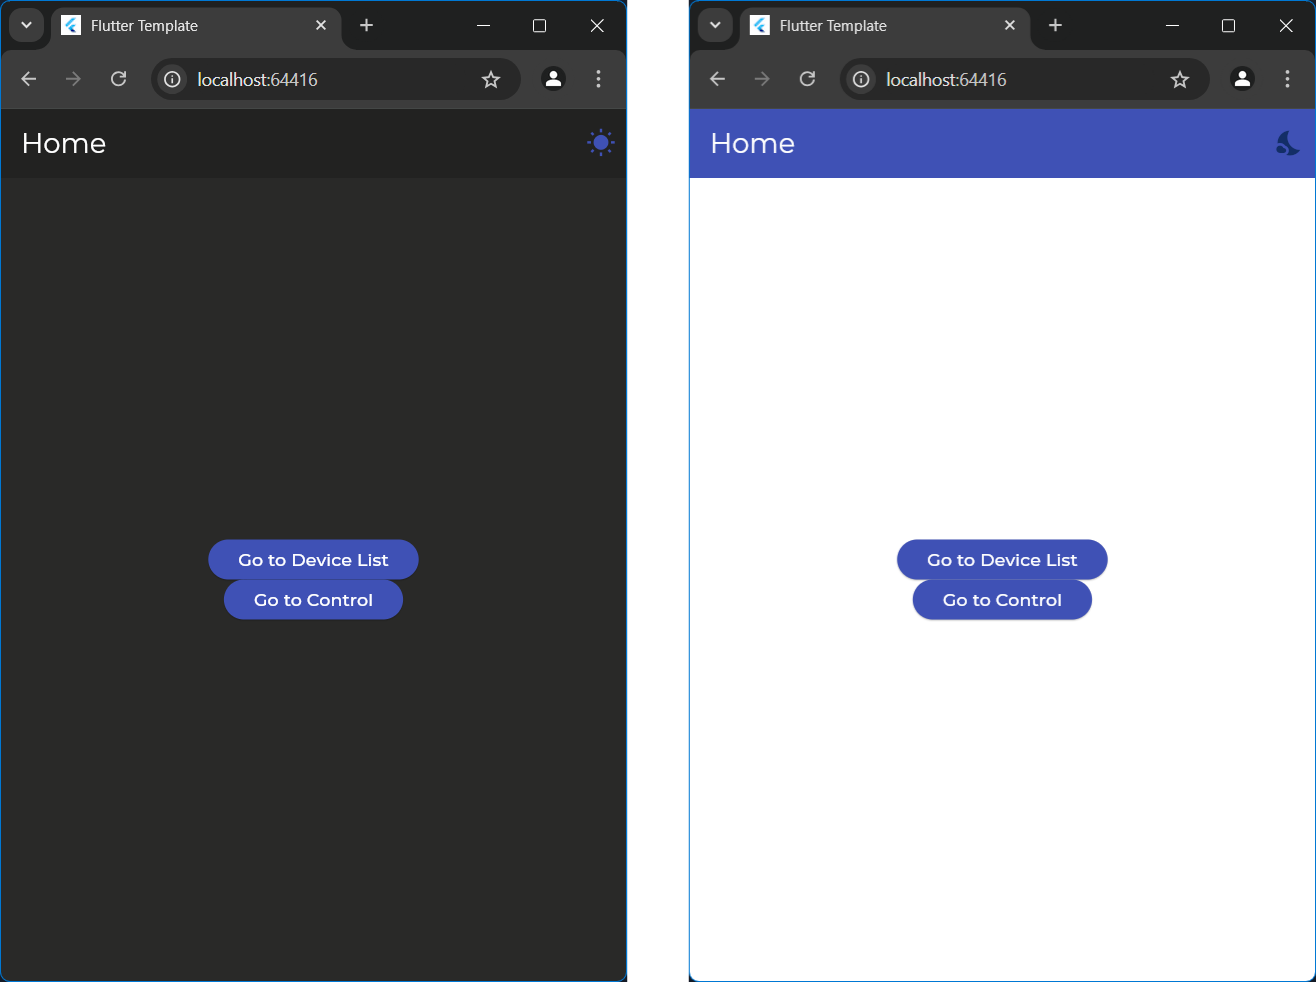 Flutter Template
localhost:64416
Home
Go to Device List
Go to Control
Flutter Template
localhost:64416
Home
Go to Device List
Go to Control